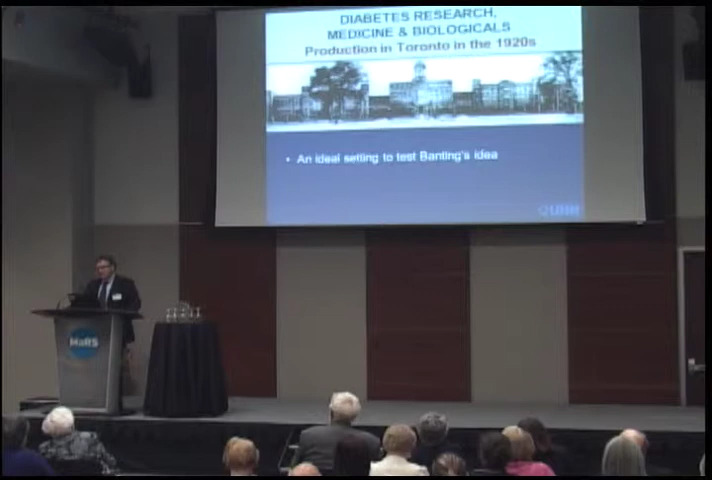 DIABETES RESEARCH,
MEDICINE & BIOLOGICALS
Production in Toronto in the 1920s
• An ideal setting to test Banting's idea
MaRS